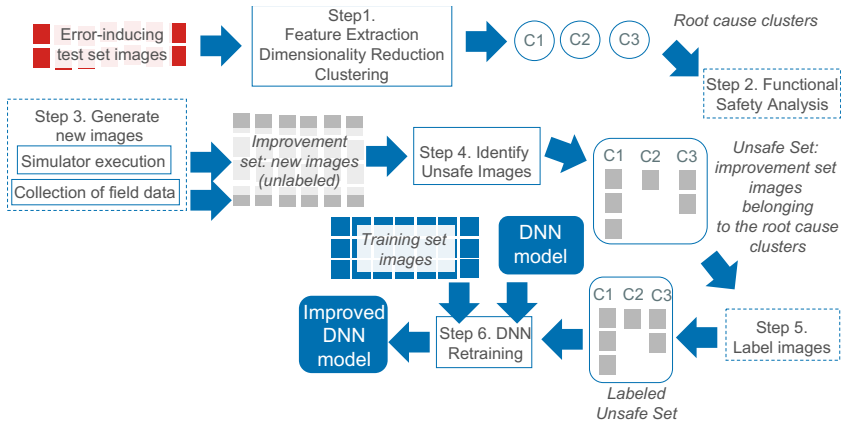 Error-inducing
test set images
Step1.
Feature Extraction
Dimensionality Reduction
Clustering
C1 C2 C3
Root cause clusters
Step 2. Functional
Safety Analysis
Step 3. Generate
new images
Simulator execution
Collection of field data
Improvement
set: new images
(unlabeled)
Step 4. Identify
Unsafe Images
C1 C2 C3
Unsafe Set:
improvement set
images
belonging
to the root cause
clusters
Training set
images
DNN
model
Improved
DNN
model
Step 6. DNN
Retraining
C1 C2 C3
Labeled
Unsafe Set
Step 5.
Label images